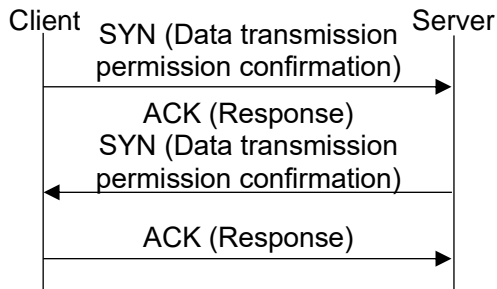 Client
Server
SYN (Data transmission
permission confirmation)
ACK (Response)
SYN (Data transmission
permission confirmation)
ACK (Response)